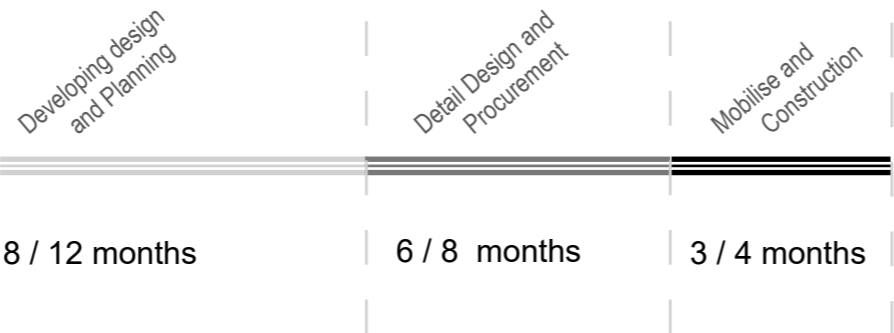 Developing design
and Planning
Detail Design and
Procurement
Mobilise and
Construction
8 / 12 months
6 / 8  months
3 / 4 months